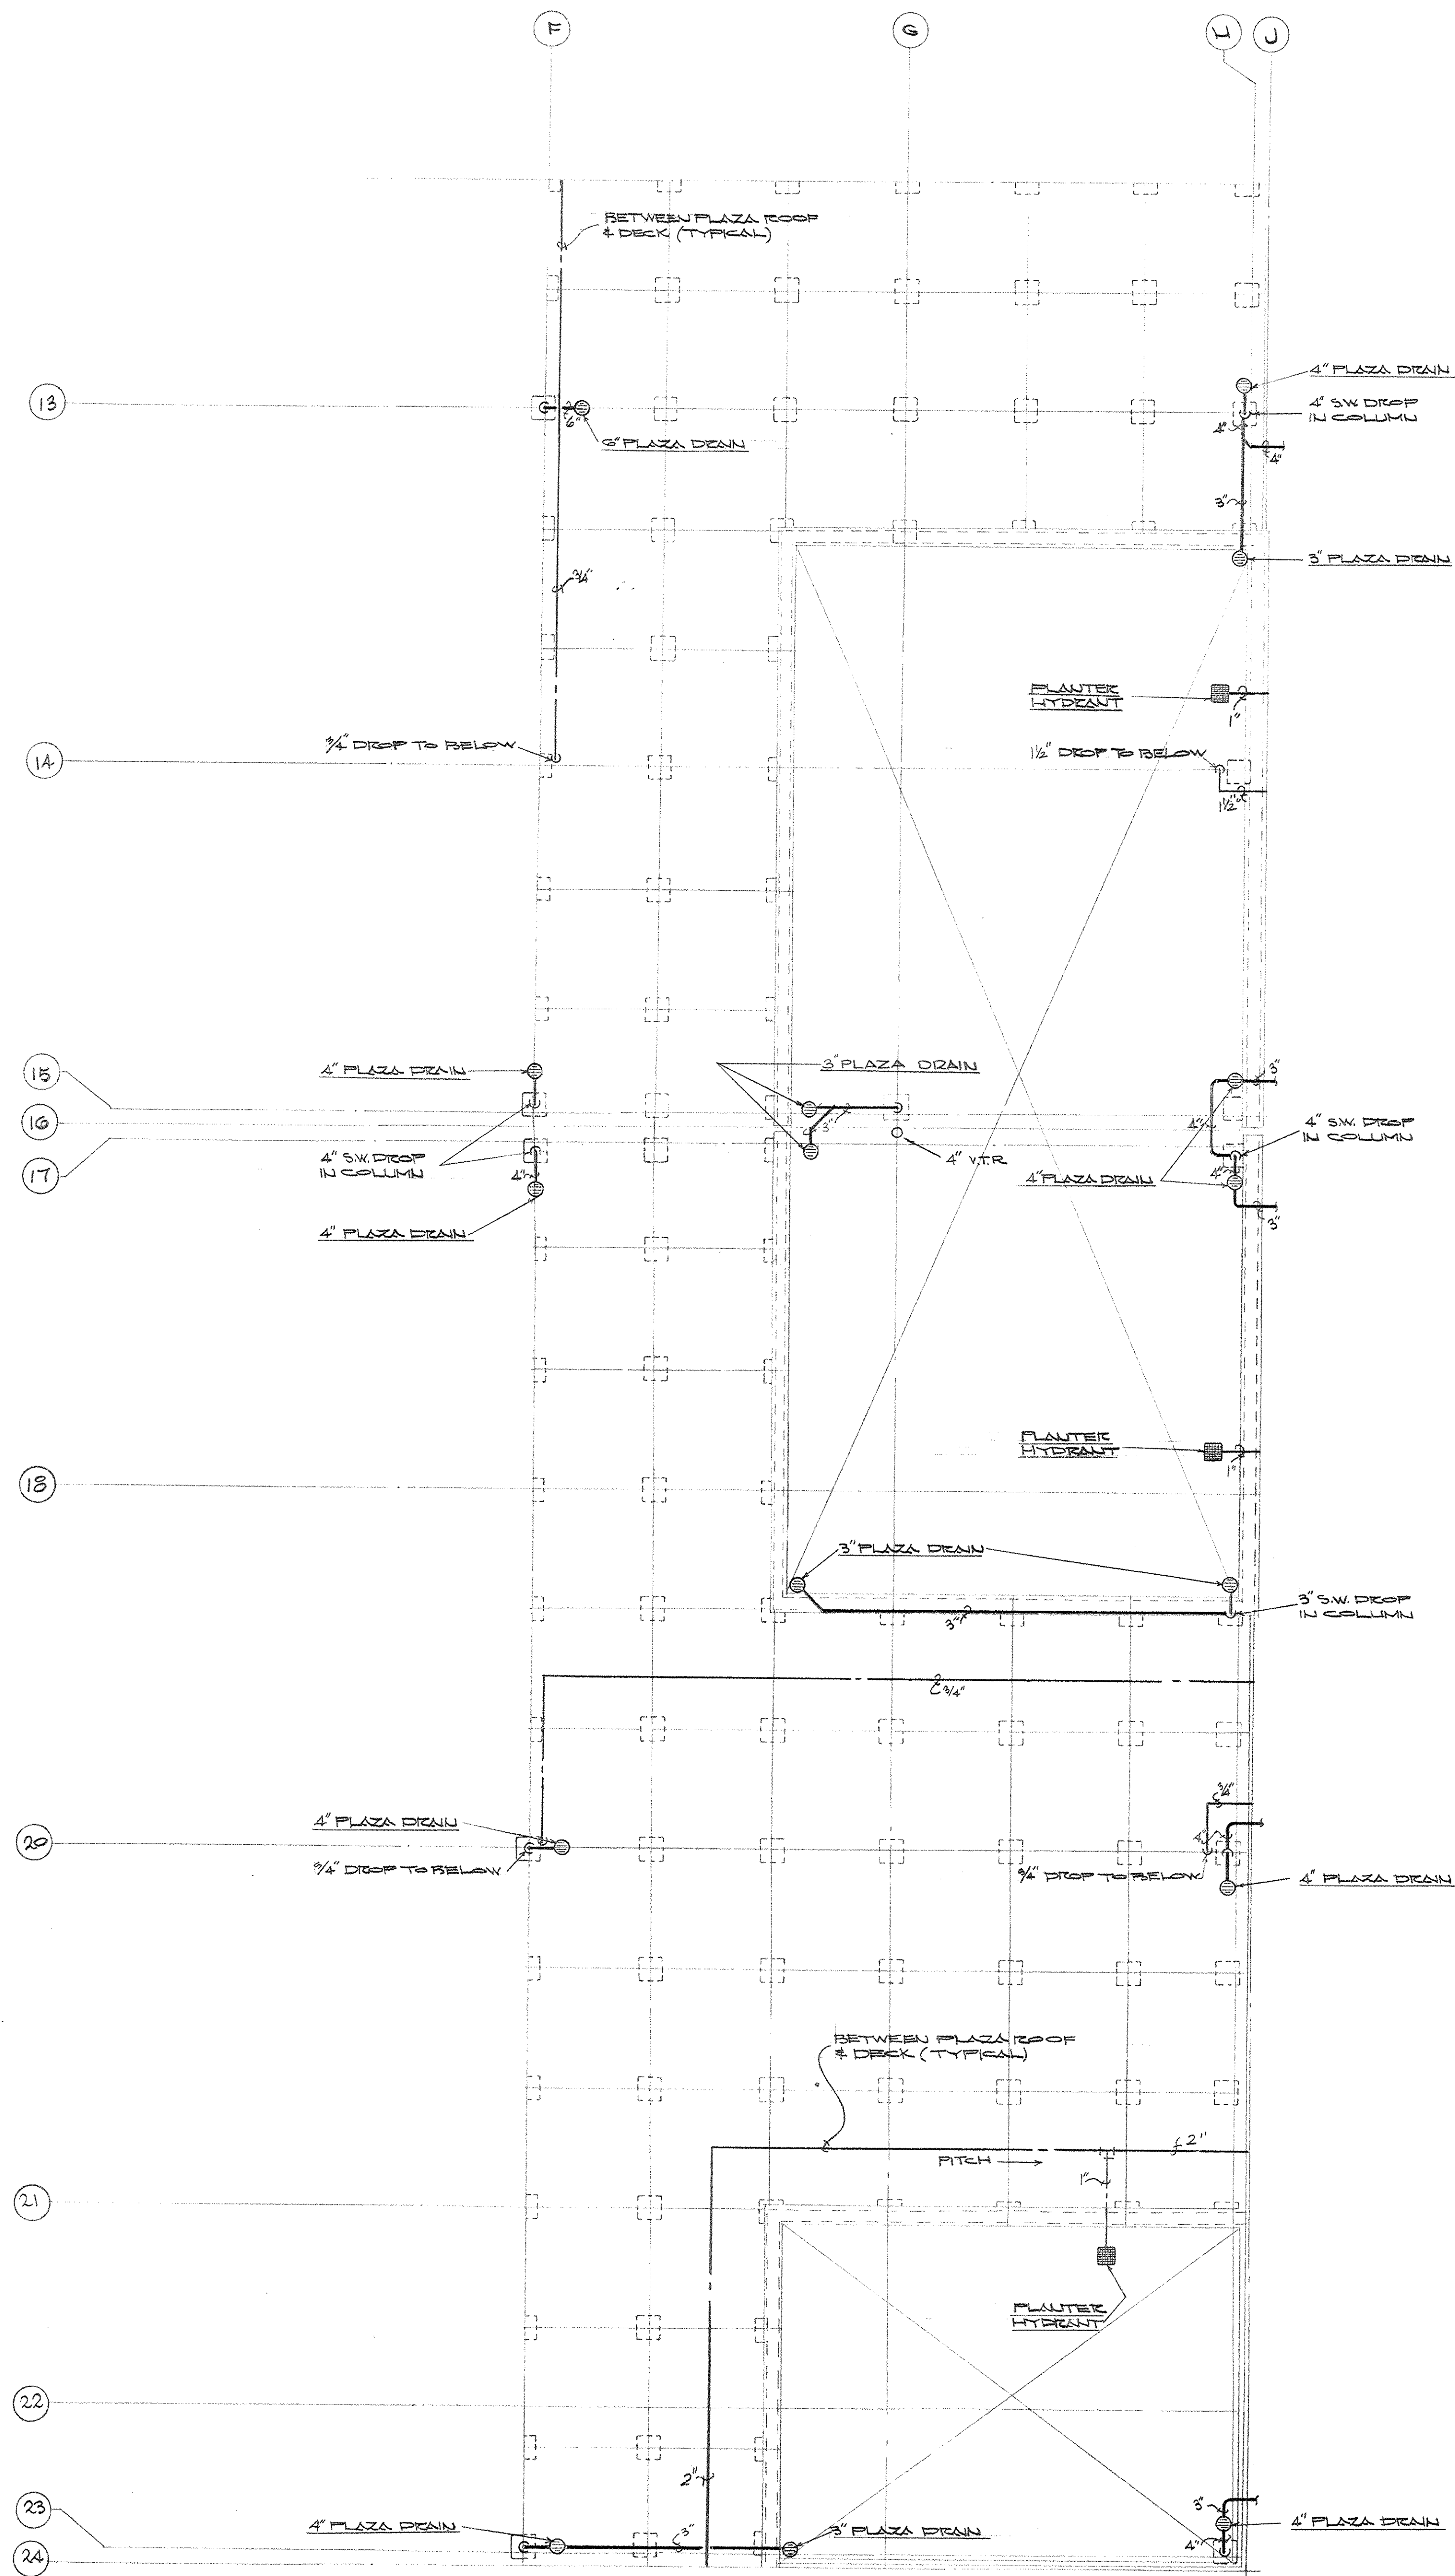 F
G
H
J
BETWEEN PLAZA ROOF
& DECK (TYPICAL)
4" PLAZA DRAIN
13
4" S.W. DROP
IN COLUMN
6"
6" PLAZA DRAIN
4"
4"
3"
3" PLAZA DRAIN
3/4"
PLANTER
HYDRANT
1"
3/4" DROP TO BELOW
1½" DROP TO BELOW
14
1½"
15
4" PLAZA DRAIN
3" PLAZA DRAIN
3"
16
3"
4"
4" S.W. DROP
IN COLUMN
17
4" S.W. DROP
IN COLUMN
4"
4" V.T.R
4"
4" PLAZA DRAIN
4" PLAZA DRAIN
3"
PLANTER
HYDRANT
1"
18
3" PLAZA DRAIN
3" S.W. DROP
IN COLUMN
3"
3/4"
3/4"
4" PLAZA DRAIN
4"
20
3/4" DROP TO BELOW
3/4" DROP TO BELOW
4" PLAZA DRAIN
BETWEEN PLAZA ROOF
& DECK (TYPICAL)
2"
PITCH
1"
21
PLANTER
HYDRANT
22
2"
23
3"
4" PLAZA DRAIN
3"
3" PLAZA DRAIN
4" PLAZA DRAIN
4"
24